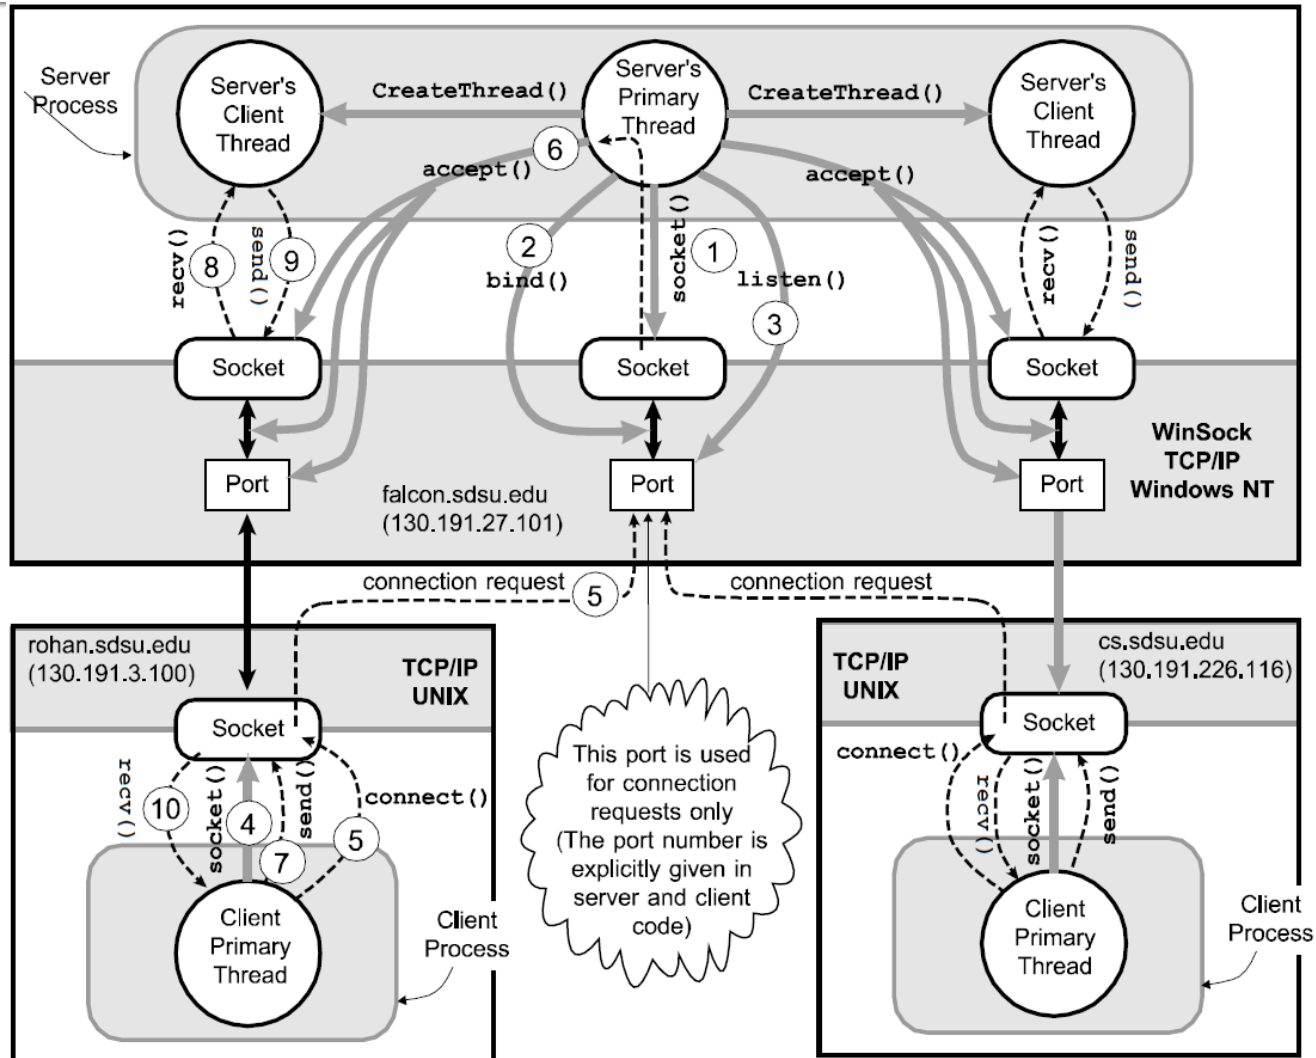 Server
Process
Server's
Client
Thread
CreateThread()
Server's
Primary
Thread
CreateThread()
Server's
Client
Thread
6
accept()
accept()
recv()
8
send()
9
2
bind()
socket()
1
listen()
3
recv()
send()
Socket
Socket
Socket
WinSock
TCP/IP
Windows NT
Port
falcon.sdsu.edu
(130.191.27.101)
Port
Port
connection request
5
connection request
rohan.sdsu.edu
(130.191.3.100)
TCP/IP
UNIX
TCP/IP
UNIX
cs.sdsu.edu
(130.191.226.116)
Socket
Socket
recv()
10
socket()
4
7
send()
5
connect()
This port is used
for connection
requests only
(The port number is
explicitly given in
server and client
code)
connect()
recv()
socket()
send()
Client
Primary
Thread
Client
Process
Client
Primary
Thread
Client
Process